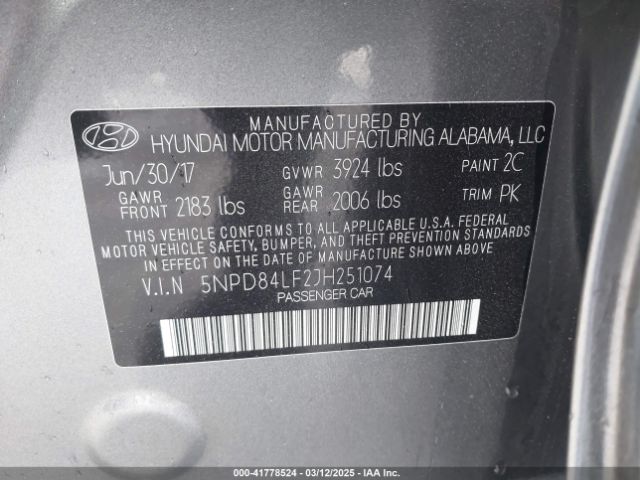 MANUFACTURED BY
HYUNDAI MOTOR MANUFACTURING ALABAMA, LLC
Jun/30/17 GVWR 3924 lbs PAINT 2C
GAWR FRONT 2183 lbs GAWR REAR 2006 lbs TRIM PK
THIS VEHICLE CONFORMS TO ALL APPLICABLE U.S.A. FEDERAL
MOTOR VEHICLE SAFETY, BUMPER, AND THEFT PREVENTION STANDARDS
IN EFFECT ON THE DATE OF MANUFACTURE SHOWN ABOVE.
V.I.N 5NPD84LF2JH251074
PASSENGER CAR
000-41778524 - 03/12/2025 - IAA Inc.